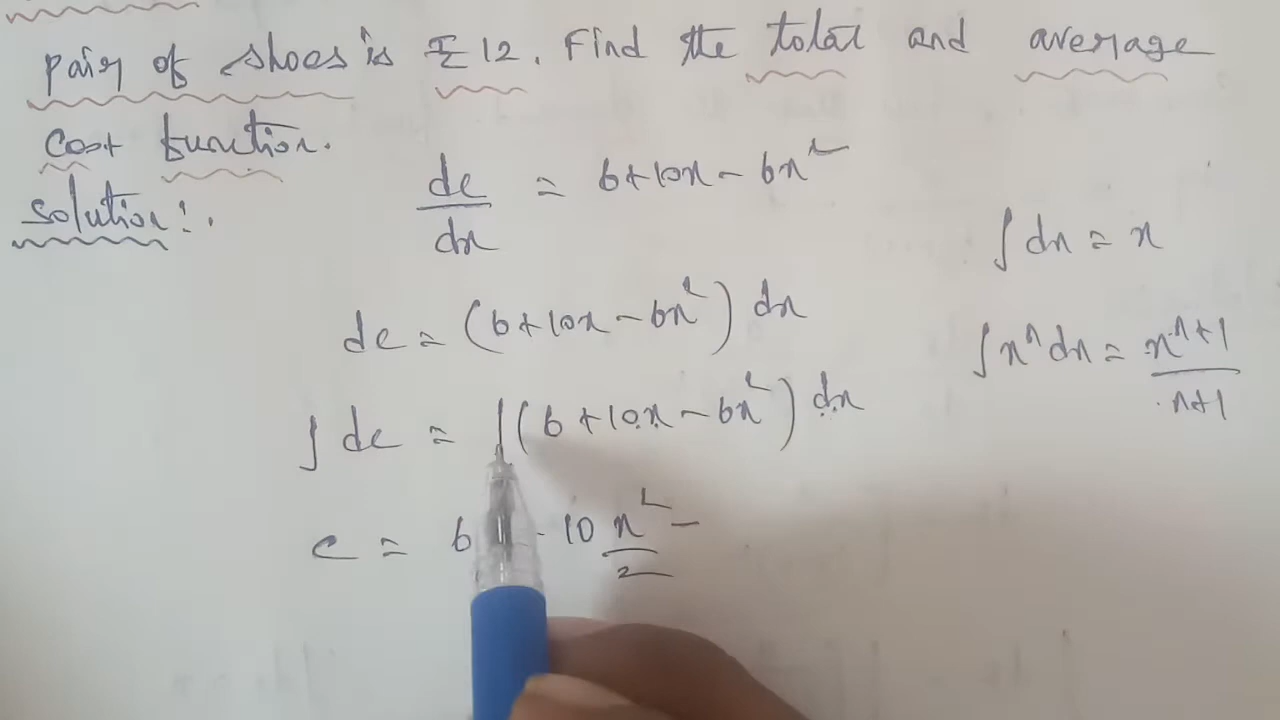 pair of shoes is ₹ 12. Find the total and average
cost function.
solution:.
dc/dx = 6+10x - 6x²
∫ dx = x
dc = (6+10x - 6x²) dx
∫ xⁿ dx = xⁿ⁺¹/n+1
∫ dc = ∫ (6+10x - 6x²) dx
c = 6 - 10 x²/2 -